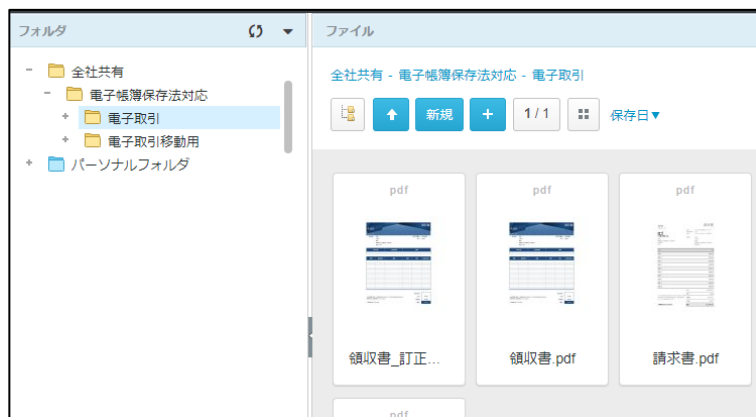 フォルダ
全社共有
電子帳簿保存法対応
電子取引
電子取引移動用
パーソナルフォルダ
ファイル
全社共有 - 電子帳簿保存法対応 - 電子取引
新規 + 1 / 1 保存日▼
pdf pdf pdf
領収書_訂正... 領収書.pdf 請求書.pdf
pdf